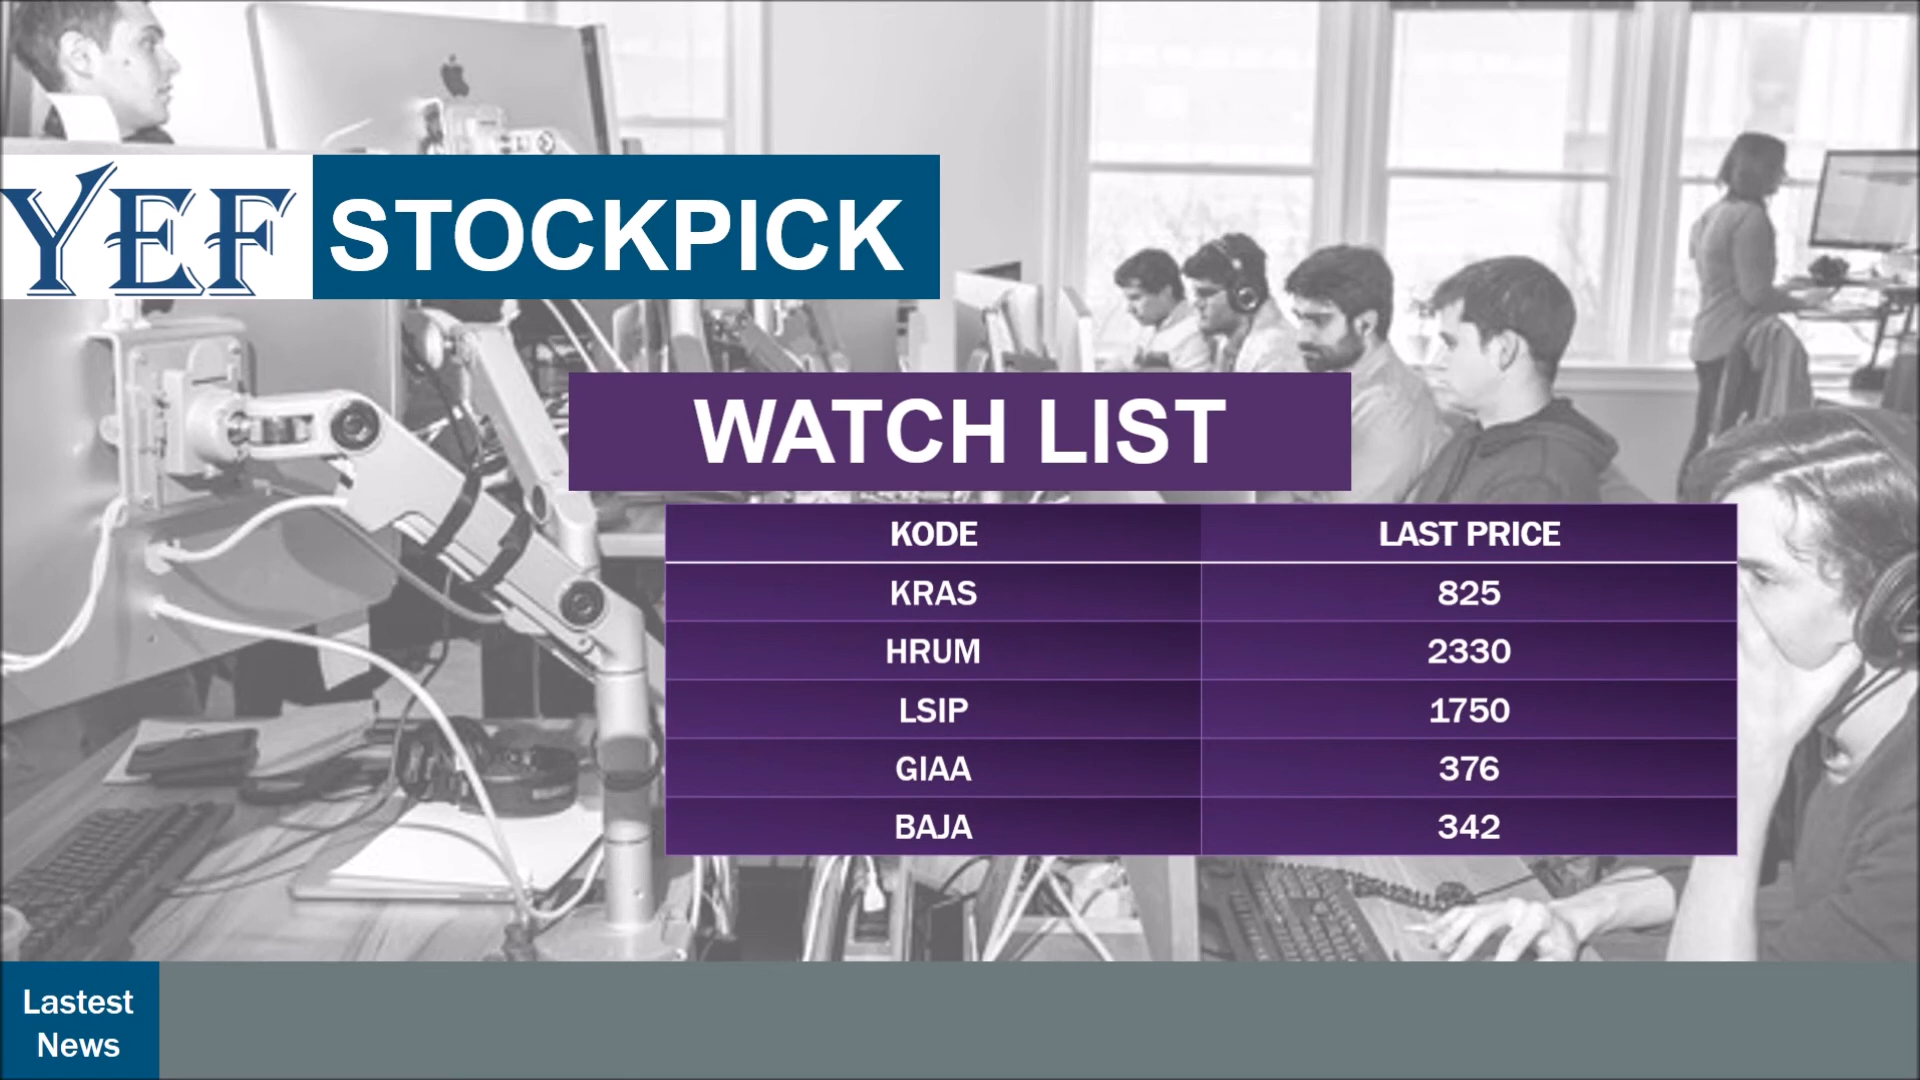 YEF STOCKPICK
WATCH LIST
KODE LAST PRICE
KRAS 825
HRUM 2330
LSIP 1750
GIAA 376
BAJA 342
Lastest
News